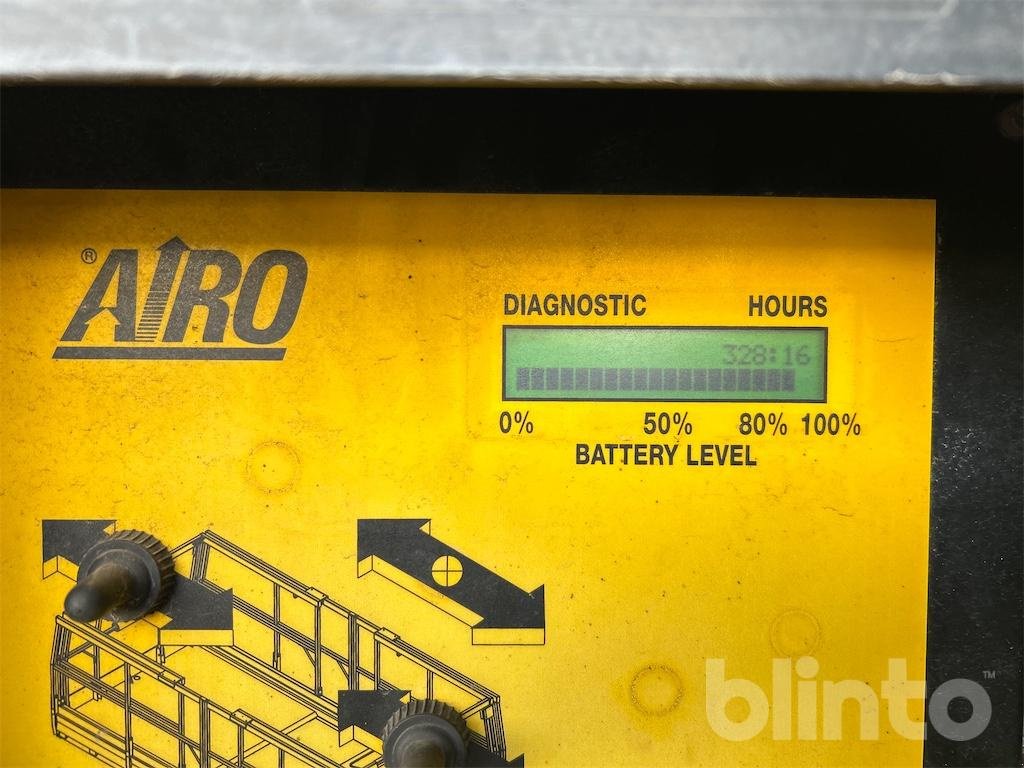 ® AIRO
DIAGNOSTIC HOURS
328:16
0% 50% 80% 100%
BATTERY LEVEL
blinto™